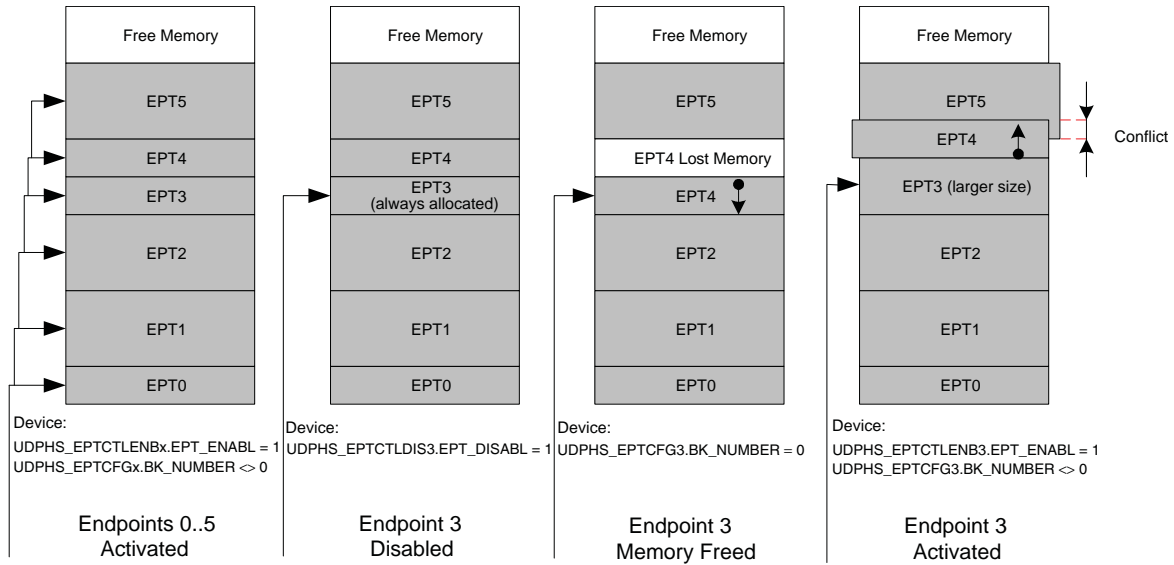 Free Memory
EPT5
EPT4
EPT3
EPT2
EPT1
EPT0
Device:
UDPHS_EPTCTLENBx.EPT_ENABL = 1
UDPHS_EPTCFGx.BK_NUMBER <> 0
Endpoints 0..5
Activated
Free Memory
EPT5
EPT4
EPT3
(always allocated)
EPT2
EPT1
EPT0
Device:
UDPHS_EPTCTLDIS3.EPT_DISABL = 1
Endpoint 3
Disabled
Free Memory
EPT5
EPT4 Lost Memory
EPT4
EPT2
EPT1
EPT0
Device:
UDPHS_EPTCFG3.BK_NUMBER = 0
Endpoint 3
Memory Freed
Free Memory
EPT5
EPT4
Conflict
EPT3 (larger size)
EPT2
EPT1
EPT0
Device:
UDPHS_EPTCTLENB3.EPT_ENABL = 1
UDPHS_EPTCFG3.BK_NUMBER <> 0
Endpoint 3
Activated